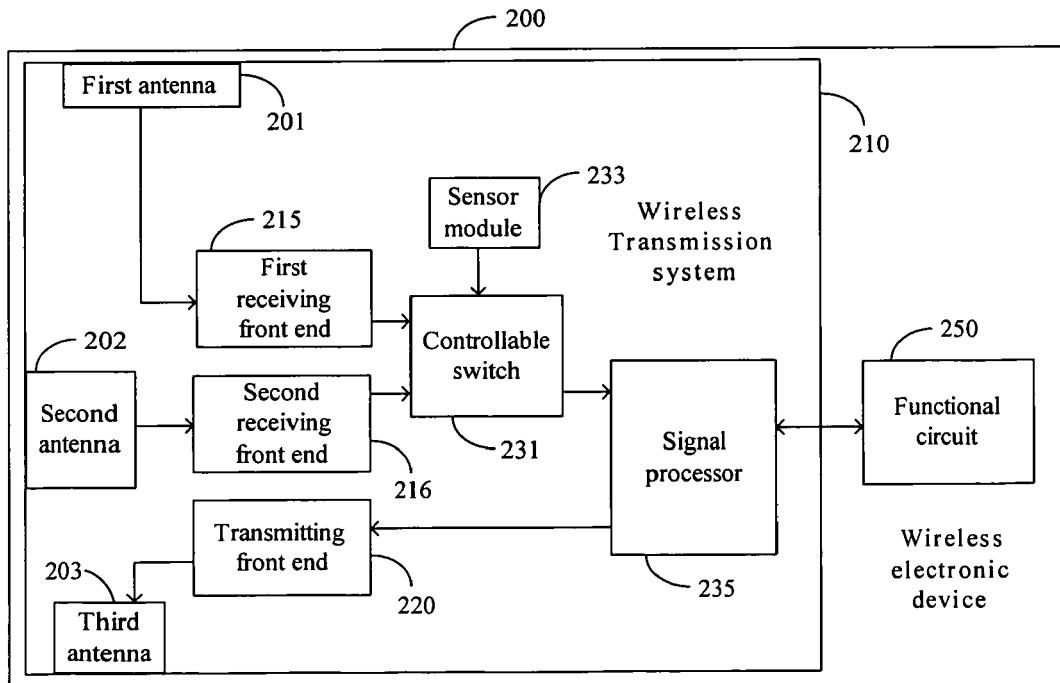 200
First antenna
201
210
233
Sensor
module
Wireless
Transmission
system
215
First
receiving
front end
202
Controllable
switch
250
Second
antenna
Second
receiving
front end
231
Signal
processor
Functional
circuit
216
Transmitting
front end
203
220
235
Wireless
electronic
device
Third
antenna